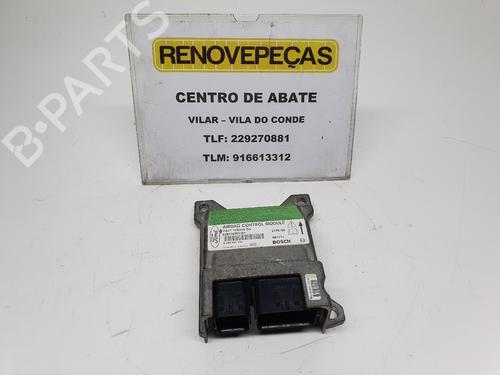 RENOVEPEÇAS
CENTRO DE ABATE
VILAR – VILA DO CONDE
TLF: 229270881
TLM: 916613312
AIRBAG CONTROL MODULE
BOSCH
B-PARTS